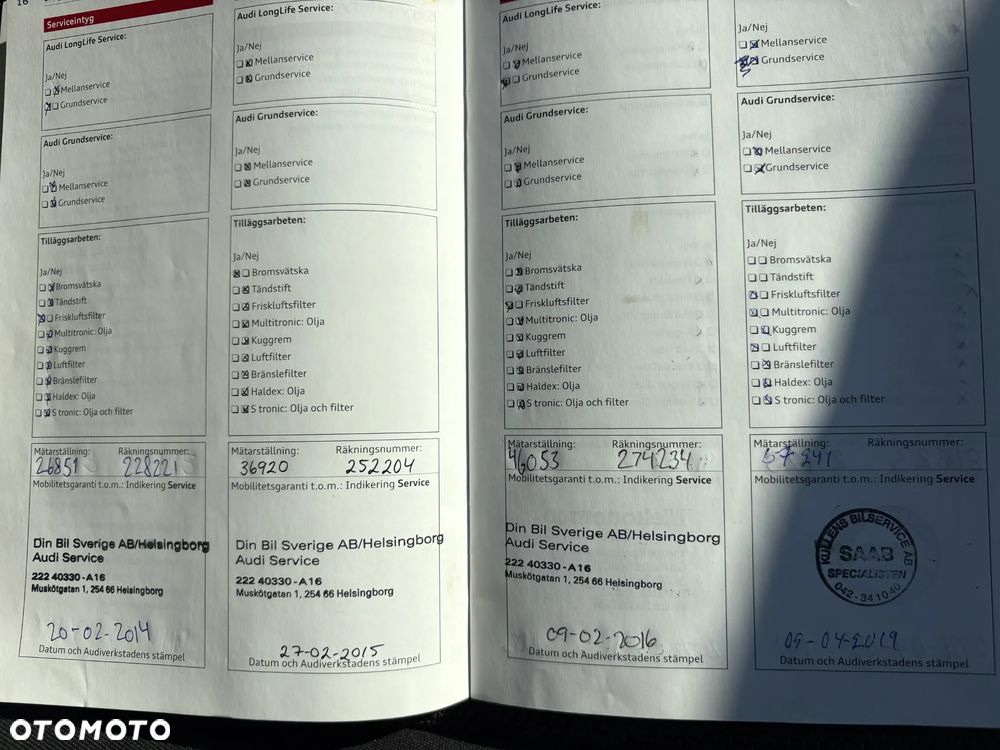 16
Serviceintyg
Audi LongLife Service:
Ja/Nej
Mellanservice
Grundservice
Audi Grundservice:
Ja/Nej
Mellanservice
Grundservice
Tilläggsarbeten:
Ja/Nej
Bromsvätska
Tändstift
Friskluftsfilter
Multitronic: Olja
Kuggrem
Luftfilter
Bränslefilter
Haldex: Olja
S tronic: Olja och filter
Mätarställning: Räkningsnummer:
26851 228221
Mobilitetsgaranti t.o.m.: Indikering Service
Din Bil Sverige AB/Helsingborg
Audi Service
222 40330-A16
Muskötgatan 1, 254 66 Helsingborg
20-02-2014
Datum och Audiverkstadens stämpel
Audi LongLife Service:
Ja/Nej
Mellanservice
Grundservice
Audi Grundservice:
Ja/Nej
Mellanservice
Grundservice
Tilläggsarbeten:
Ja/Nej
Bromsvätska
Tändstift
Friskluftsfilter
Multitronic: Olja
Kuggrem
Luftfilter
Bränslefilter
Haldex: Olja
S tronic: Olja och filter
Mätarställning: Räkningsnummer:
36920 252204
Mobilitetsgaranti t.o.m.: Indikering Service
Din Bil Sverige AB/Helsingborg
Audi Service
222 40330-A16
Muskötgatan 1, 254 66 Helsingborg
27-02-2015
Datum och Audiverkstadens stämpel
Audi LongLife Service:
Ja/Nej
Mellanservice
Grundservice
Audi Grundservice:
Ja/Nej
Mellanservice
Grundservice
Tilläggsarbeten:
Ja/Nej
Bromsvätska
Tändstift
Friskluftsfilter
Multitronic: Olja
Kuggrem
Luftfilter
Bränslefilter
Haldex: Olja
S tronic: Olja och filter
Mätarställning: Räkningsnummer:
46053 274234
Mobilitetsgaranti t.o.m.: Indikering Service
Din Bil Sverige AB/Helsingborg
Audi Service
222 40330-A16
Muskötgatan 1, 254 66 Helsingborg
09-02-2016
Datum och Audiverkstadens stämpel
Ja/Nej
Mellanservice
Grundservice
Audi Grundservice:
Ja/Nej
Mellanservice
Grundservice
Tilläggsarbeten:
Ja/Nej
Bromsvätska
Tändstift
Friskluftsfilter
Multitronic: Olja
Kuggrem
Luftfilter
Bränslefilter
Haldex: Olja
S tronic: Olja och filter
Mätarställning: Räkningsnummer:
67241
Mobilitetsgaranti t.o.m.: Indikering Service
KULLENS BILSERVICE AB
SAAB
SPECIALISTEN
042-341040
09-04-2019
Datum och Audiverkstadens stämpel
OTOMOTO